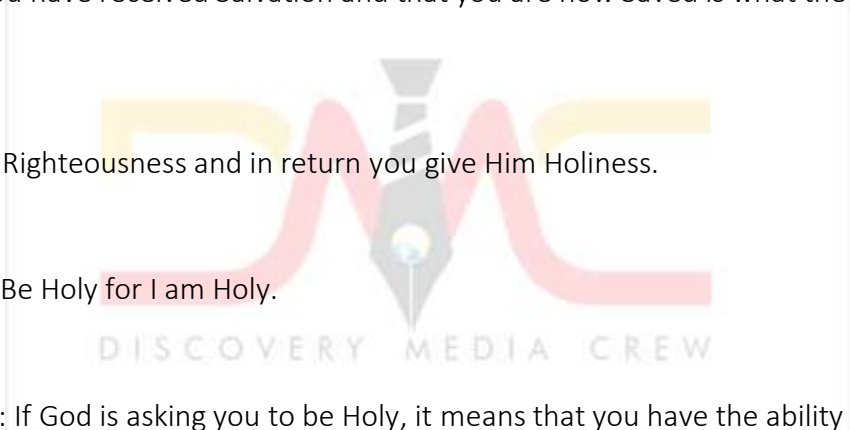 have received Salvation and that you are now Saved is what the
Righteousness and in return you give Him Holiness.
Be Holy for I am Holy.
DISCOVERY MEDIA CREW
: If God is asking you to be Holy, it means that you have the ability